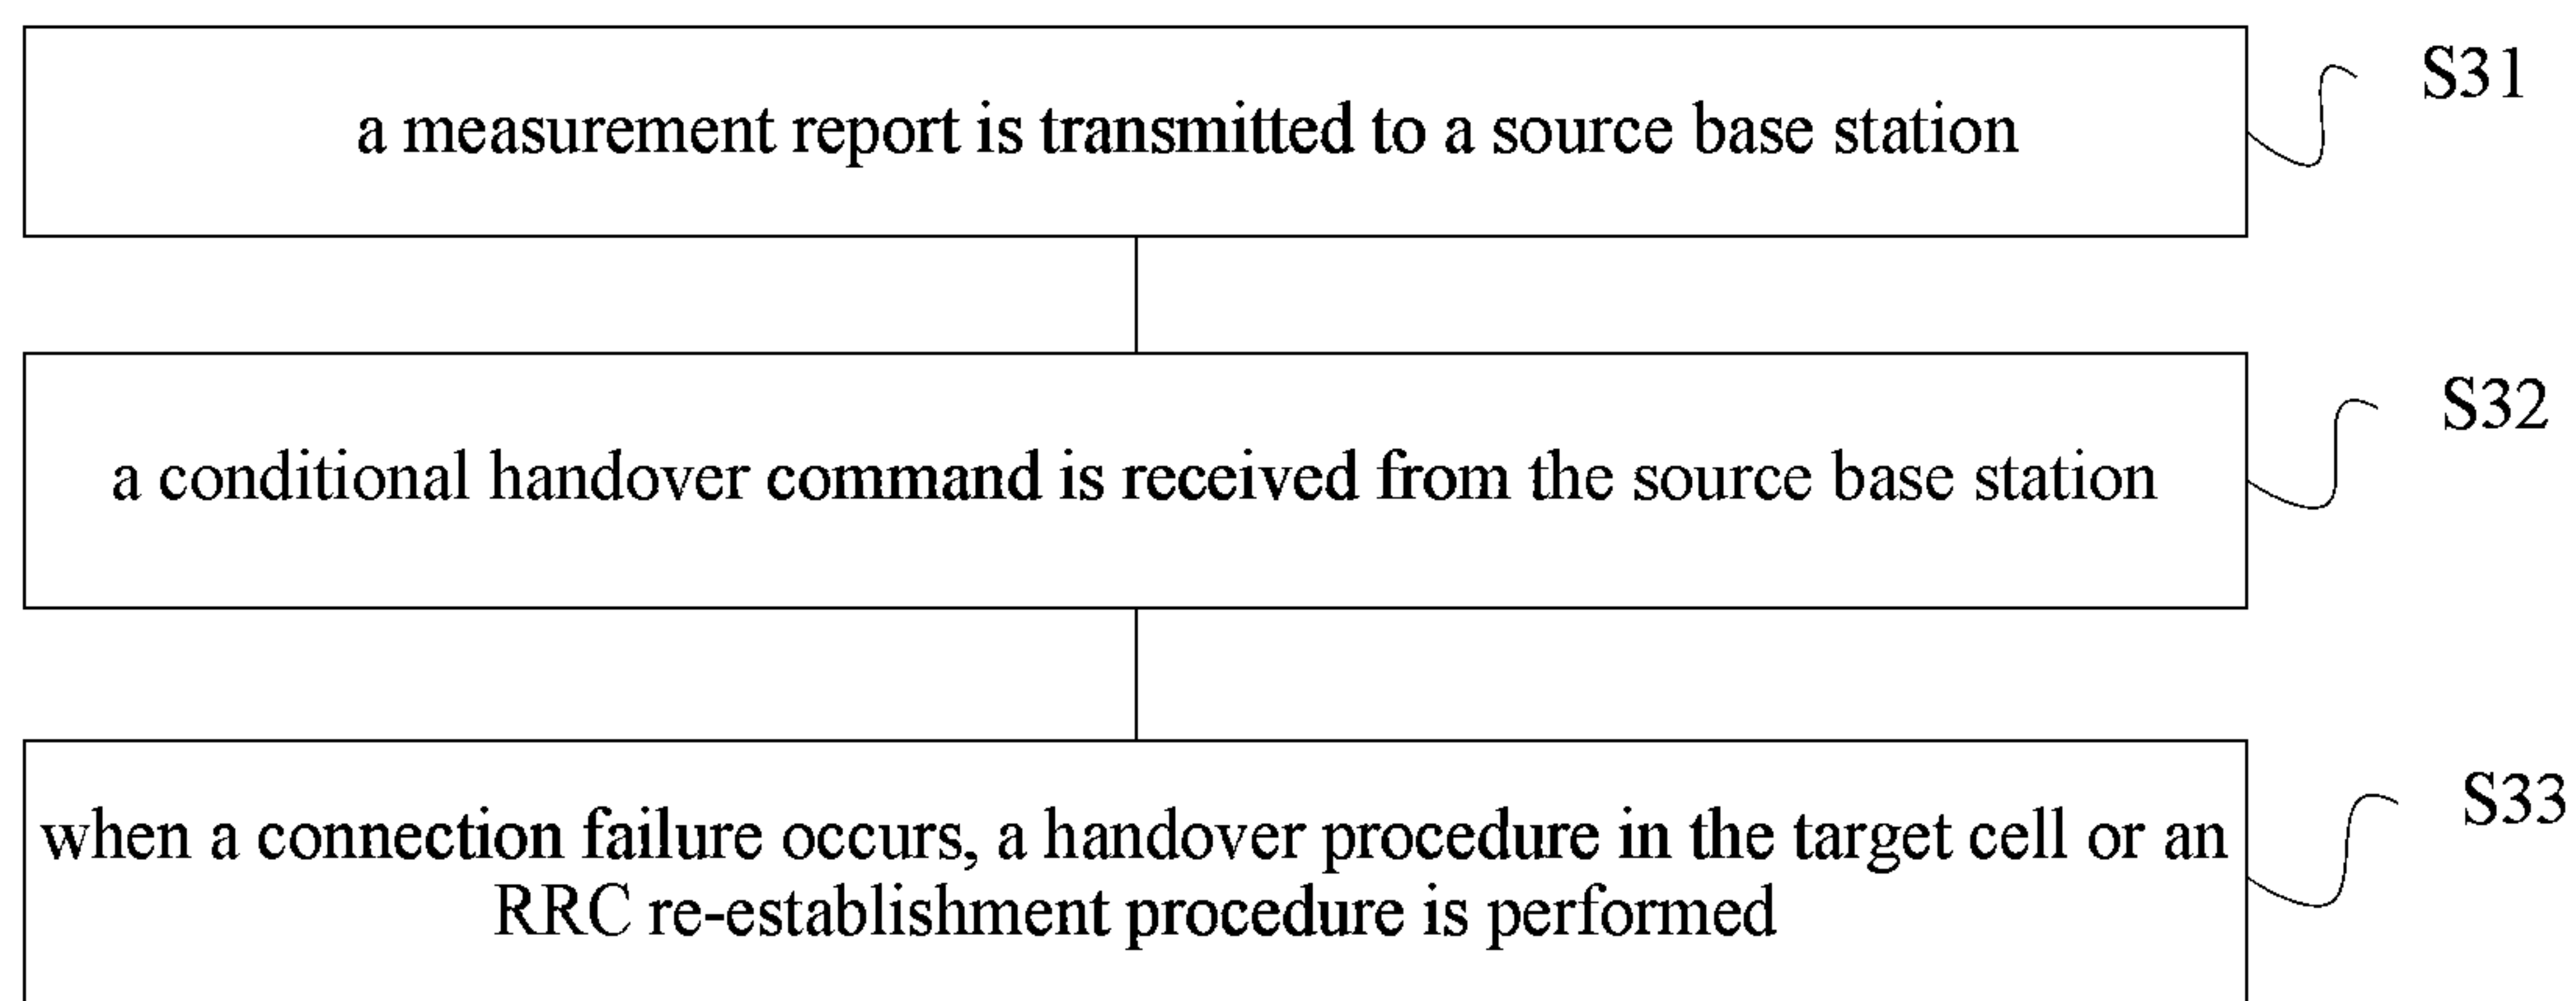 a measurement report is transmitted to a source base station
S31
a conditional handover command is received from the source base station
S32
when a connection failure occurs, a handover procedure in the target cell or an
RRC re-establishment procedure is performed
S33